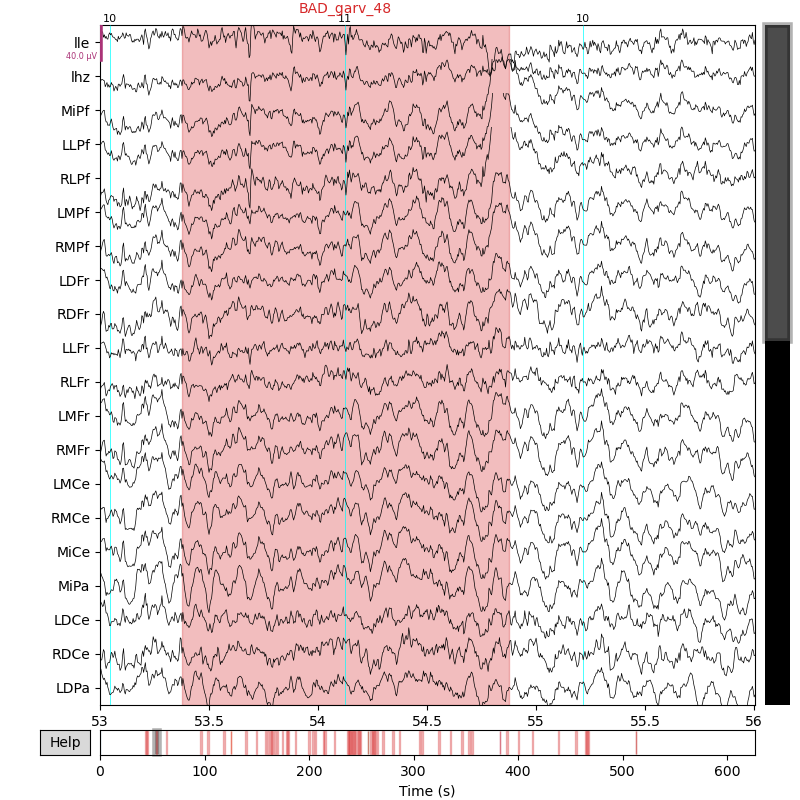 BAD_garv_48
10
11
10
lle
40.0 µV
lhz
MiPf
LLPf
RLPf
LMPf
RMPf
LDFr
RDFr
LLFr
RLFr
LMFr
RMFr
LMCe
RMCe
MiCe
MiPa
LDCe
RDCe
LDPa
53 53.5 54 54.5 55 55.5 56
Help
0 100 200 300 400 500 600
Time (s)